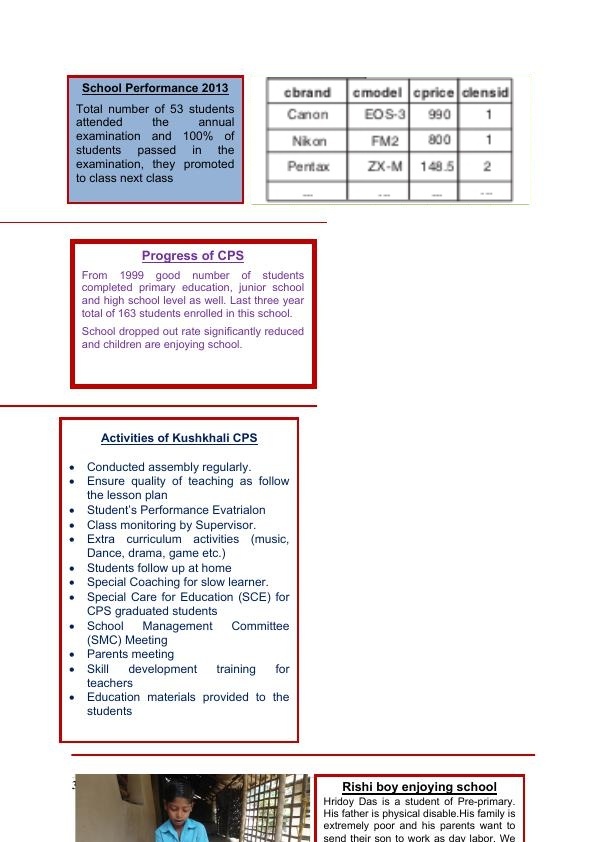 School Performance 2013
Total number of 53 students
attended the annual
examination and 100% of
students passed in the
examination, they promoted
to class next class
cbrand cmodel cprice clensid
Canon EOS-3 990 1
Nikon FM2 800 1
Pentax ZX-M 148.5 2
... ... ... ...
Progress of CPS
From 1999 good number of students
completed primary education, junior school
and high school level as well. Last three year
total of 163 students enrolled in this school.
School dropped out rate significantly reduced
and children are enjoying school.
Activities of Kushkhali CPS
• Conducted assembly regularly.
• Ensure quality of teaching as follow
the lesson plan
• Student’s Performance Evatrialon
• Class monitoring by Supervisor.
• Extra curriculum activities (music,
Dance, drama, game etc.)
• Students follow up at home
• Special Coaching for slow learner.
• Special Care for Education (SCE) for
CPS graduated students
• School Management Committee
(SMC) Meeting
• Parents meeting
• Skill development training for
teachers
• Education materials provided to the
students
3
Rishi boy enjoying school
Hridoy Das is a student of Pre-primary.
His father is physical disable.His family is
extremely poor and his parents want to
send their son to work as day labor. We